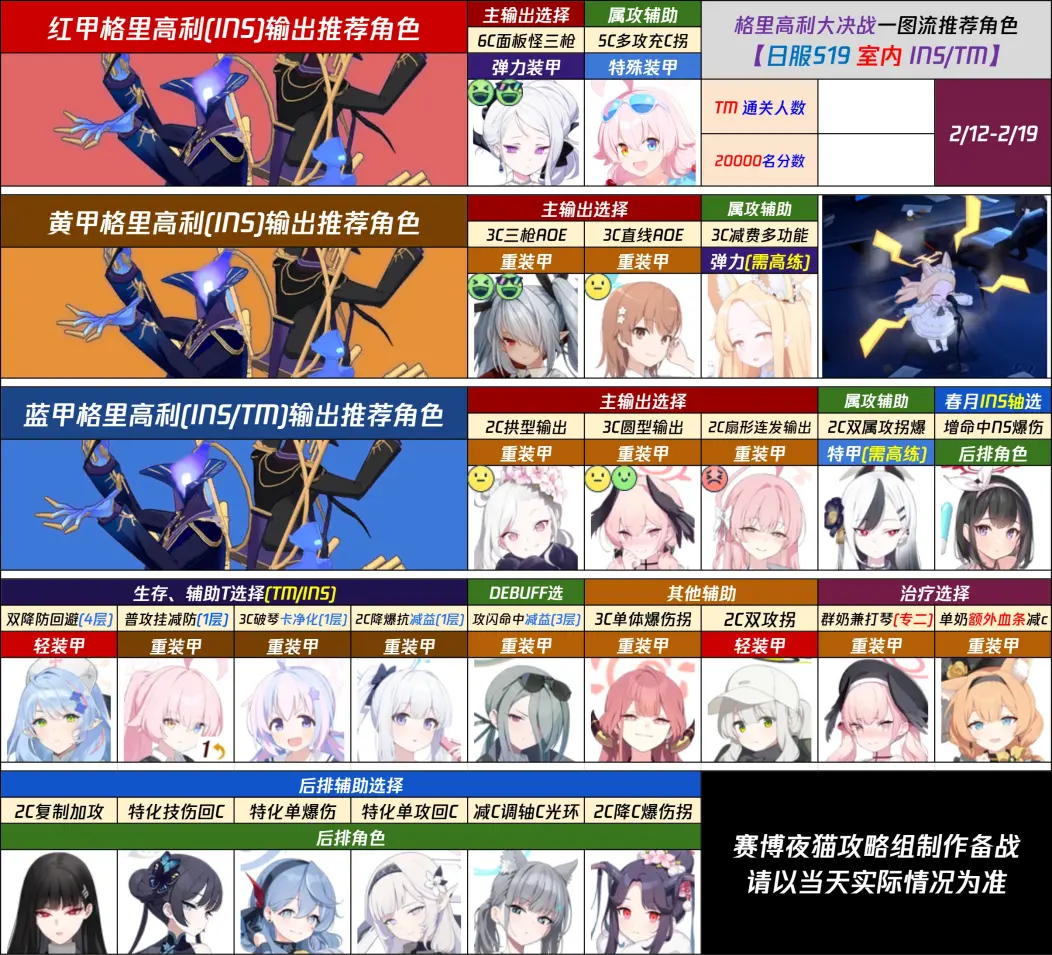 红甲格里高利(INS)输出推荐角色
主输出选择
属攻辅助
6C面板怪三枪
5C多攻充C拐
弹力装甲
特殊装甲
格里高利大决战一图流推荐角色
【日服S19 室内 INS/TM】
TM 通关人数
20000名分数
2/12-2/19
黄甲格里高利(INS)输出推荐角色
主输出选择
属攻辅助
3C三枪AOE
3C直线AOE
3C减费多功能
重装甲
重装甲
弹力(需高练)
蓝甲格里高利(INS/TM)输出推荐角色
主输出选择
属攻辅助
春月INS轴选
2C拱型输出
3C圆型输出
2C扇形连发输出
2C双属攻拐爆
增命中NS爆伤
重装甲
重装甲
重装甲
特甲(需高练)
后排角色
生存、辅助T选择(TM/INS)
DEBUFF选
其他辅助
治疗选择
双降防回避(4层)
普攻挂减防(1层)
3C破琴卡净化(1层)
2C降爆抗减益(1层)
攻闪命中减益(3层)
3C单体爆伤拐
2C双攻拐
群奶兼打琴(专二)
单奶额外血条减c
轻装甲
重装甲
重装甲
重装甲
重装甲
重装甲
轻装甲
重装甲
重装甲
1
后排辅助选择
2C复制加攻
特化技伤回C
特化单爆伤
特化单攻回C
减C调轴C光环
2C降C爆伤拐
后排角色
赛博夜猫攻略组制作备战
请以当天实际情况为准